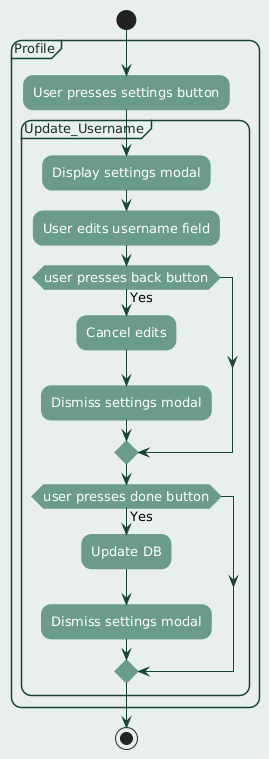 Profile
User presses settings button
Update_Username
Display settings modal
User edits username field
user presses back button
Yes
Cancel edits
Dismiss settings modal
user presses done button
Yes
Update DB
Dismiss settings modal